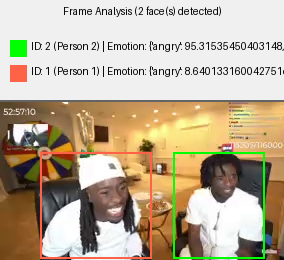 Frame Analysis (2 face(s) detected)
ID: 2 (Person 2) | Emotion: {'angry': 95.31535450403148,
ID: 1 (Person 1) | Emotion: {'angry': 8.640133160042751
52:57:10